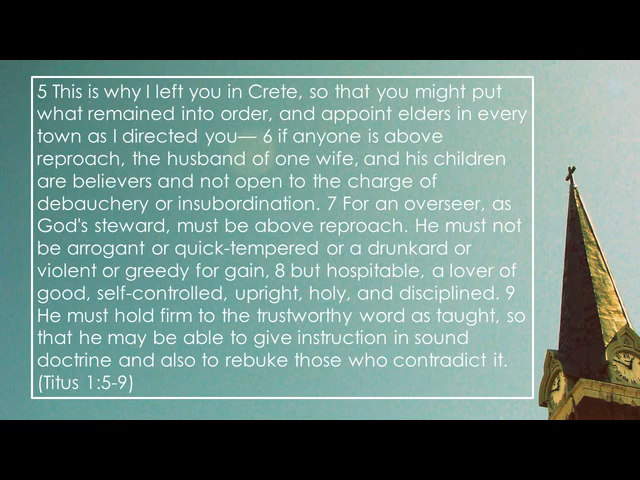 5 This is why I left you in Crete, so that you might put
what remained into order, and appoint elders in every
town as I directed you— 6 if anyone is above
reproach, the husband of one wife, and his children
are believers and not open to the charge of
debauchery or insubordination. 7 For an overseer, as
God's steward, must be above reproach. He must not
be arrogant or quick-tempered or a drunkard or
violent or greedy for gain, 8 but hospitable, a lover of
good, self-controlled, upright, holy, and disciplined. 9
He must hold firm to the trustworthy word as taught, so
that he may be able to give instruction in sound
doctrine and also to rebuke those who contradict it.
(Titus 1:5-9)